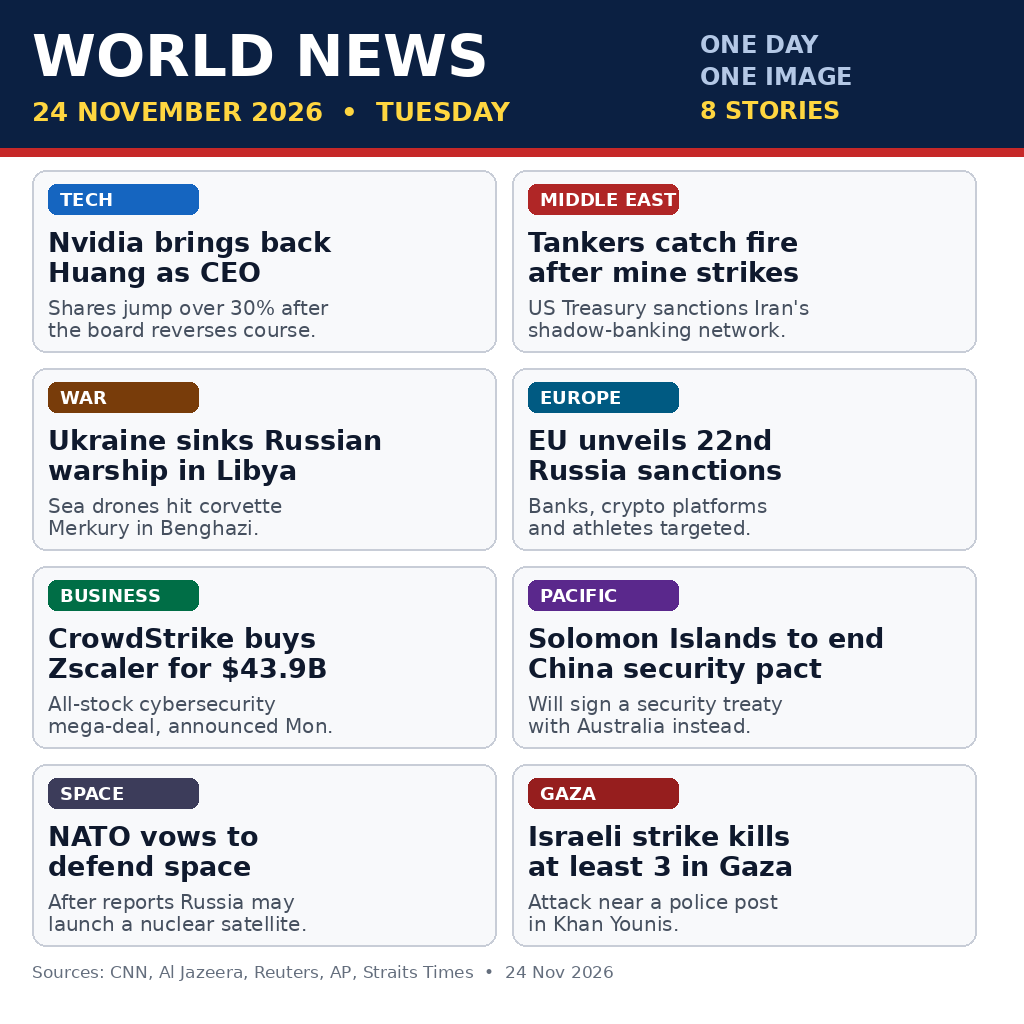 WORLD NEWS
24 NOVEMBER 2026 • TUESDAY
ONE DAY
ONE IMAGE
8 STORIES
TECH
Nvidia brings back
Huang as CEO
Shares jump over 30% after
the board reverses course.
MIDDLE EAST
Tankers catch fire
after mine strikes
US Treasury sanctions Iran's
shadow-banking network.
WAR
Ukraine sinks Russian
warship in Libya
Sea drones hit corvette
Merkury in Benghazi.
EUROPE
EU unveils 22nd
Russia sanctions
Banks, crypto platforms
and athletes targeted.
BUSINESS
CrowdStrike buys
Zscaler for $43.9B
All-stock cybersecurity
mega-deal, announced Mon.
PACIFIC
Solomon Islands to end
China security pact
Will sign a security treaty
with Australia instead.
SPACE
NATO vows to
defend space
After reports Russia may
launch a nuclear satellite.
GAZA
Israeli strike kills
at least 3 in Gaza
Attack near a police post
in Khan Younis.
Sources: CNN, Al Jazeera, Reuters, AP, Straits Times • 24 Nov 2026